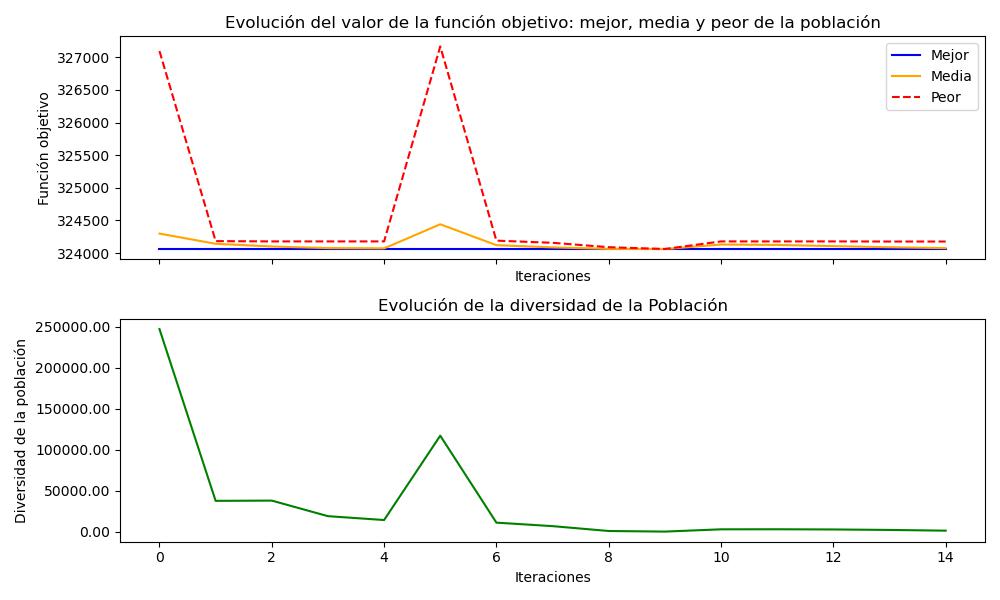 Evolución del valor de la función objetivo: mejor, media y peor de la población
Función objetivo
327000
326500
326000
325500
325000
324500
324000
Mejor
Media
Peor
Iteraciones
Evolución de la diversidad de la Población
Diversidad de la población
250000.00
200000.00
150000.00
100000.00
50000.00
0.00
0 2 4 6 8 10 12 14
Iteraciones